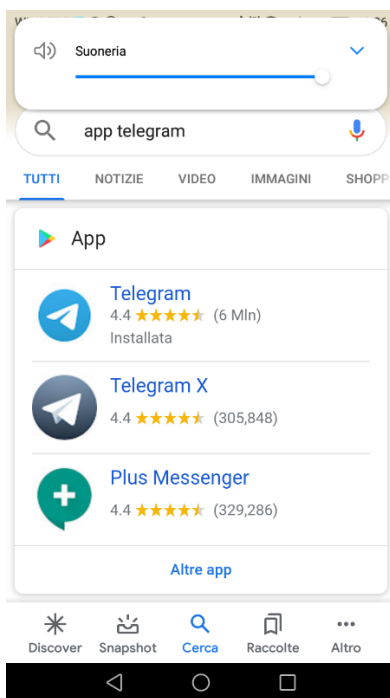 Suoneria
app telegram
TUTTI NOTIZIE VIDEO IMMAGINI SHOPP
App
Telegram
4.4 (6 Mln)
Installata
Telegram X
4.4 (305,848)
Plus Messenger
4.4 (329,286)
Altre app
Discover Snapshot Cerca Raccolte Altro